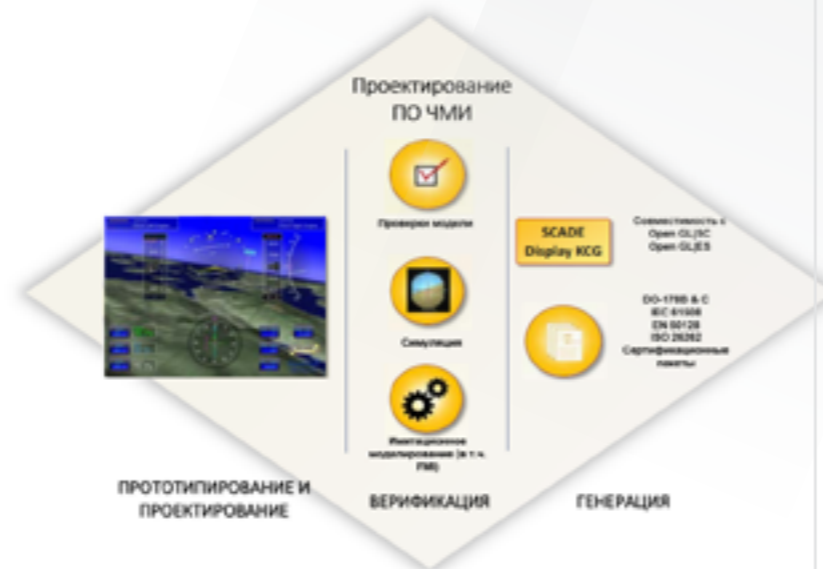 Проектирование
ПО ЧМИ
Проверки модели
Симуляция
Имитационное
моделирование (в т.ч.
FMI)
SCADE
Display KCG
Совместимость с
Open GL|SC
Open GL|ES
DO-178B & C
IEC 61508
EN 50128
ISO 26262
Сертификационные
пакеты
ПРОТОТИПИРОВАНИЕ И
ПРОЕКТИРОВАНИЕ
ВЕРИФИКАЦИЯ
ГЕНЕРАЦИЯ